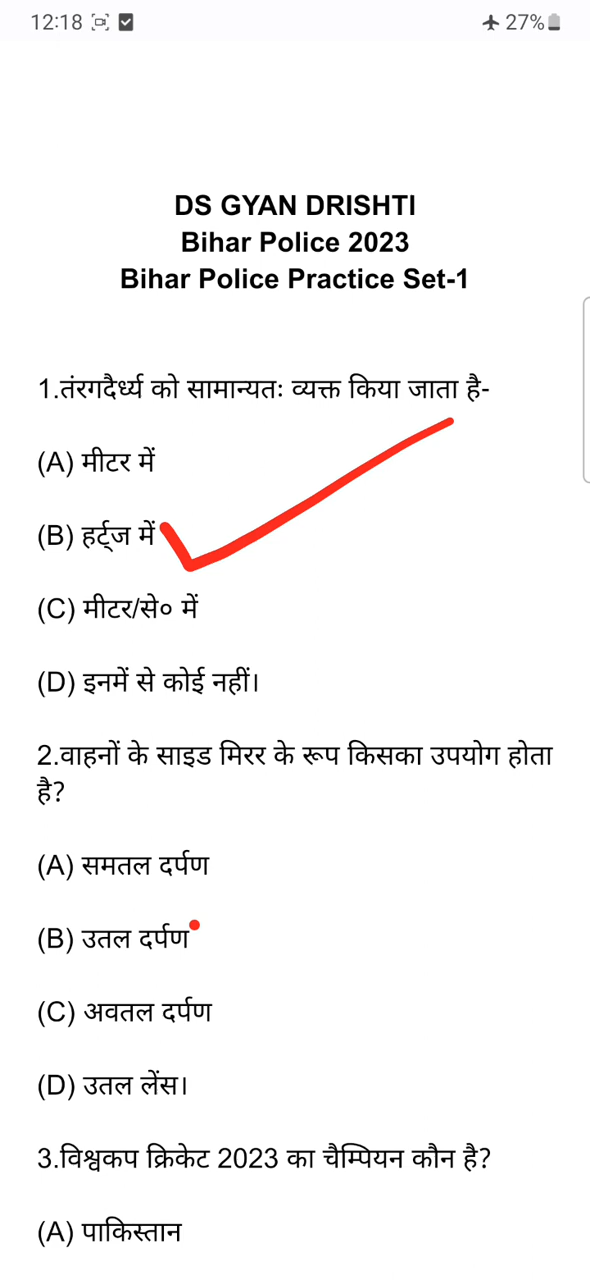 12:18
27%
DS GYAN DRISHTI
Bihar Police 2023
Bihar Police Practice Set-1
1.तंरगदैर्ध्य को सामान्यतः व्यक्त किया जाता है-
(A) मीटर में
(B) हर्ट्ज में
(C) मीटर/से० में
(D) इनमें से कोई नहीं।
2.वाहनों के साइड मिरर के रूप किसका उपयोग होता
है?
(A) समतल दर्पण
(B) उतल दर्पण
(C) अवतल दर्पण
(D) उतल लेंस।
3.विश्वकप क्रिकेट 2023 का चैम्पियन कौन है?
(A) पाकिस्तान